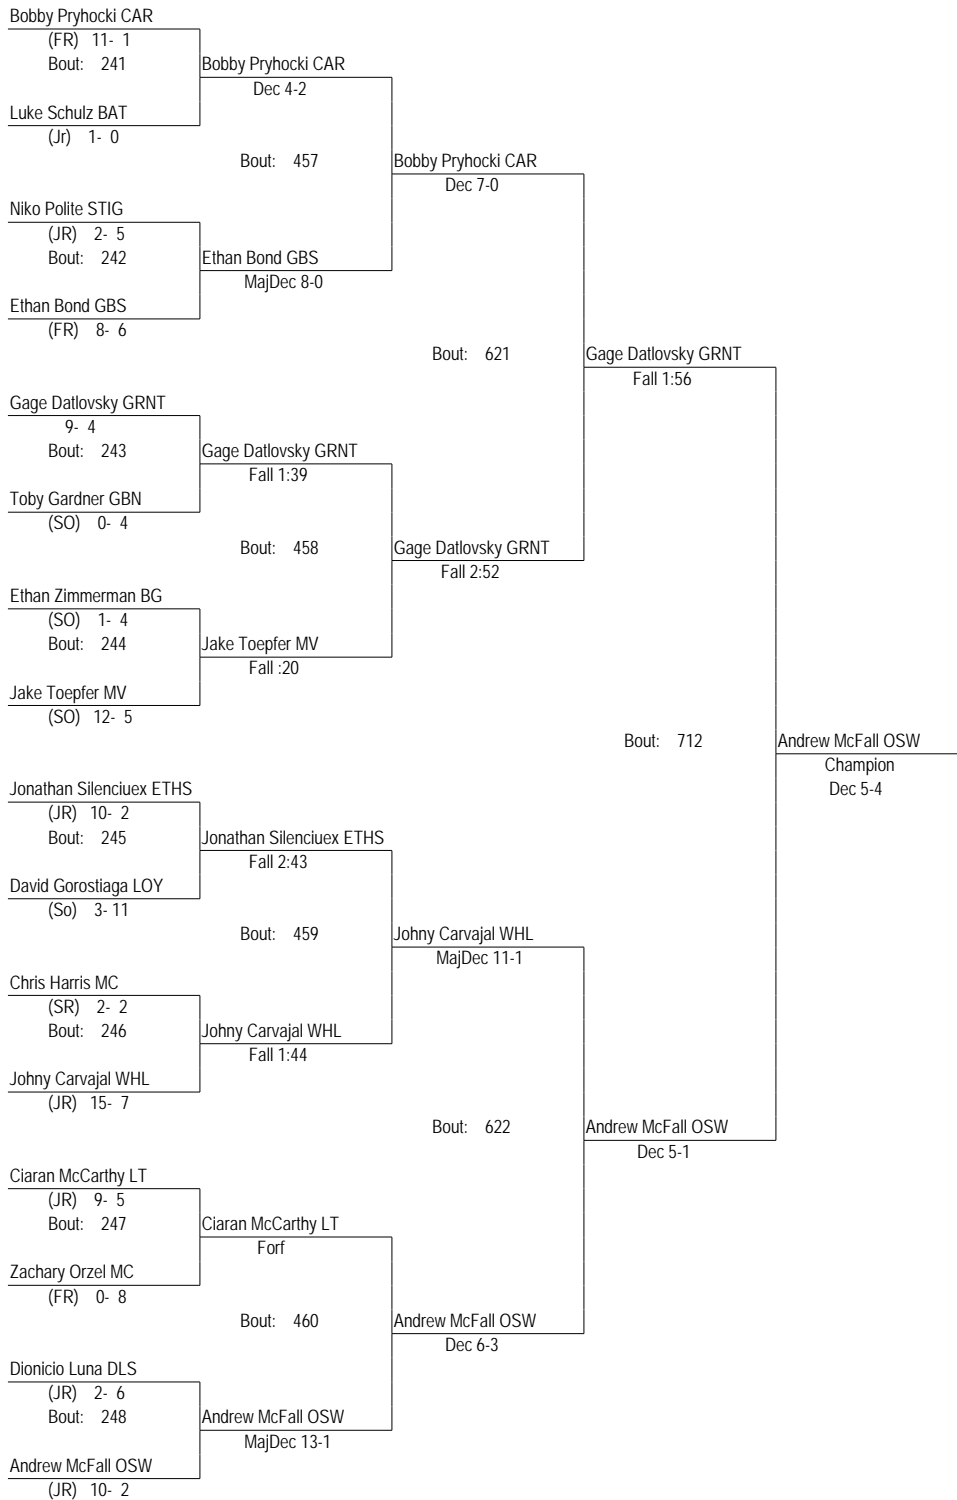 Bobby Pryhocki CAR
(FR) 11- 1
Bout: 241
Bobby Pryhocki CAR
Dec 4-2
Luke Schulz BAT
(Jr) 1- 0
Bout: 457
Bobby Pryhocki CAR
Dec 7-0
Niko Polite STIG
(JR) 2- 5
Bout: 242
Ethan Bond GBS
MajDec 8-0
Ethan Bond GBS
(FR) 8- 6
Bout: 621
Gage Datlovsky GRNT
Fall 1:56
Gage Datlovsky GRNT
9- 4
Bout: 243
Gage Datlovsky GRNT
Fall 1:39
Toby Gardner GBN
(SO) 0- 4
Bout: 458
Gage Datlovsky GRNT
Fall 2:52
Ethan Zimmerman BG
(SO) 1- 4
Bout: 244
Jake Toepfer MV
Fall :20
Jake Toepfer MV
(SO) 12- 5
Bout: 712
Andrew McFall OSW
Champion
Dec 5-4
Jonathan Silenciuex ETHS
(JR) 10- 2
Bout: 245
Jonathan Silenciuex ETHS
Fall 2:43
David Gorostiaga LOY
(So) 3- 11
Bout: 459
Johny Carvajal WHL
MajDec 11-1
Chris Harris MC
(SR) 2- 2
Bout: 246
Johny Carvajal WHL
Fall 1:44
Johny Carvajal WHL
(JR) 15- 7
Bout: 622
Andrew McFall OSW
Dec 5-1
Ciaran McCarthy LT
(JR) 9- 5
Bout: 247
Ciaran McCarthy LT
Forf
Zachary Orzel MC
(FR) 0- 8
Bout: 460
Andrew McFall OSW
Dec 6-3
Dionicio Luna DLS
(JR) 2- 6
Bout: 248
Andrew McFall OSW
MajDec 13-1
Andrew McFall OSW
(JR) 10- 2